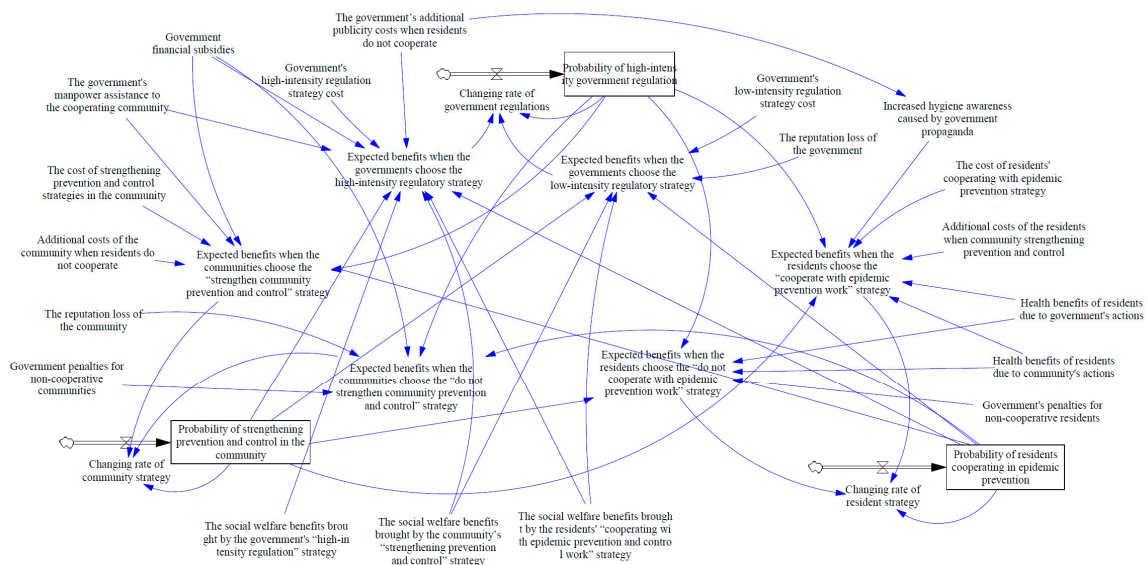 The government's additional
publicity costs when residents
do not cooperate
Government
financial subsidies
Government's
high-intensity regulation
strategy cost
The government's
manpower assistance to
the cooperating community
Probability of high-intens
ity government regulation
Changing rate of
government regulations
Government's
low-intensity regulation
strategy cost
Increased hygiene awareness
caused by government
propaganda
The reputation loss of
the government
Expected benefits when the
governments choose the
high-intensity regulatory strategy
Expected benefits when the
governments choose the
low-intensity regulatory strategy
The cost of strengthening
prevention and control
strategies in the community
The cost of residents'
cooperating with epidemic
prevention strategy
Additional costs of the
community when residents do
not cooperate
Expected benefits when the
communities choose the
“strengthen community
prevention and control” strategy
Additional costs of the residents
when community strengthening
prevention and control
Expected benefits when the
residents choose the
“cooperate with epidemic
prevention work” strategy
The reputation loss of
the community
Health benefits of residents
due to government's actions
Government penalties for
non-cooperative
communities
Expected benefits when the
communities choose the “do not
strengthen community prevention
and control” strategy
Expected benefits when the
residents choose the “do not
cooperate with epidemic
prevention work” strategy
Health benefits of residents
due to community's actions
Government's penalties for
non-cooperative residents
Probability of strengthening
prevention and control in the
community
Changing rate of
community strategy
Probability of residents
cooperating in epidemic
prevention
Changing rate of
resident strategy
The social welfare benefits brou
ght by the government's “high-in
tensity regulation” strategy
The social welfare benefits
brought by the community’s
“strengthening prevention
and control” strategy
The social welfare benefits brough
t by the residents' “cooperating wi
th epidemic prevention and contro
l work” strategy